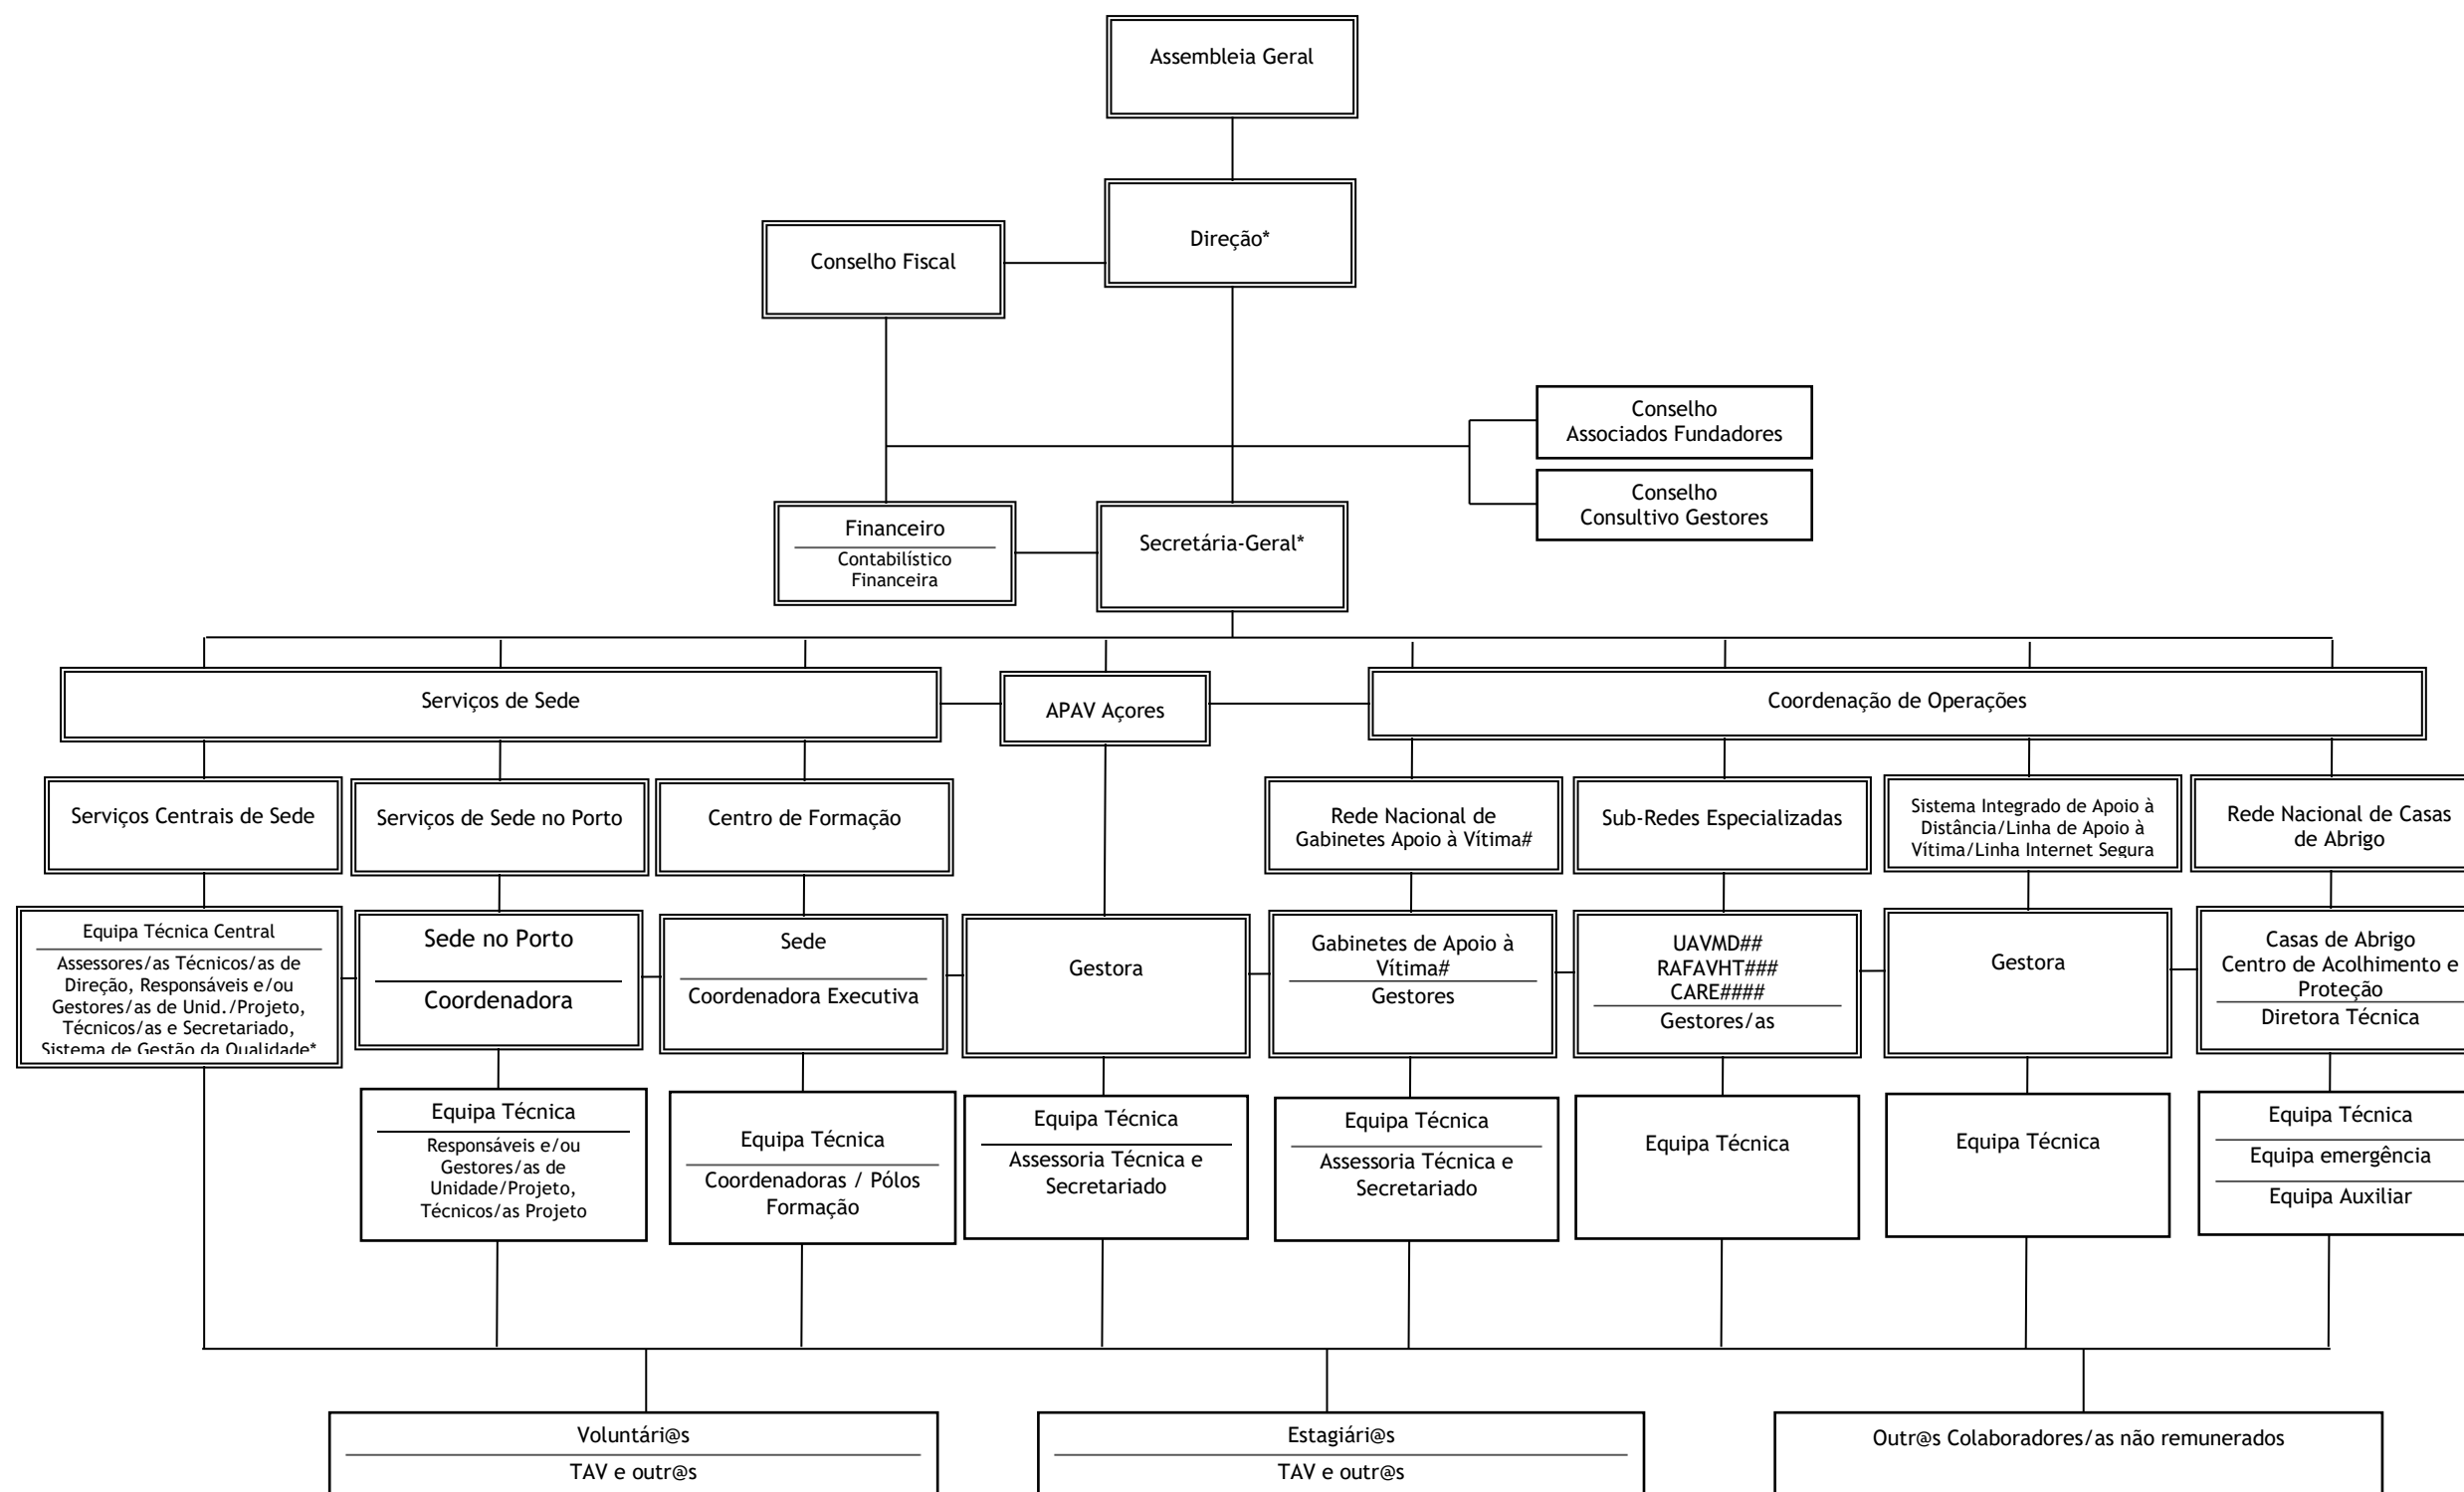 Assembleia Geral
Direção*
Conselho Fiscal
Conselho
Associados Fundadores
Conselho
Consultivo Gestores
Financeiro
Contabilístico
Financeira
Secretária-Geral*
Serviços de Sede
APAV Açores
Coordenação de Operações
Serviços Centrais de Sede
Serviços de Sede no Porto
Centro de Formação
Rede Nacional de
Gabinetes Apoio à Vítima#
Sub-Redes Especializadas
Sistema Integrado de Apoio à
Distância/Linha de Apoio à
Vítima/Linha Internet Segura
Rede Nacional de Casas
de Abrigo
Equipa Técnica Central
Assessores/as Técnicos/as de
Direção, Responsáveis e/ou
Gestores/as de Unid./Projeto,
Técnicos/as e Secretariado,
Sistema de Gestão da Qualidade*
Sede no Porto
Coordenadora
Sede
Coordenadora Executiva
Gestora
Gabinetes de Apoio à
Vítima#
Gestores
UAVMD##
RAFAVHT###
CARE####
Gestores/as
Gestora
Casas de Abrigo
Centro de Acolhimento e
Proteção
Diretora Técnica
Equipa Técnica
Responsáveis e/ou
Gestores/as de
Unidade/Projeto,
Técnicos/as Projeto
Equipa Técnica
Coordenadoras / Pólos
Formação
Equipa Técnica
Assessoria Técnica e
Secretariado
Equipa Técnica
Assessoria Técnica e
Secretariado
Equipa Técnica
Equipa Técnica
Equipa Técnica
Equipa emergência
Equipa Auxiliar
Voluntári@s
TAV e outr@s
Estagiári@s
TAV e outr@s
Outr@s Colaboradores/as não remunerados